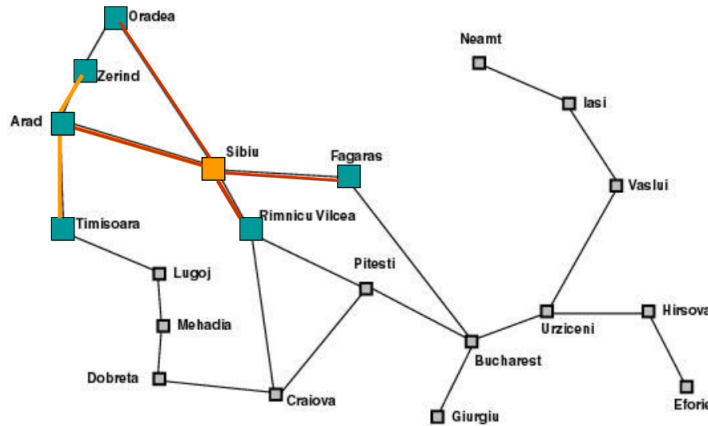 Oradea
Neamt
Zerind
Iasi
Arad
Sibiu
Fagaras
Vaslui
Timisoara
Rimnicu Vilcea
Pitesti
Lugoj
Hirsova
Mehadia
Urziceni
Bucharest
Dobreta
Craiova
Eforie
Giurgiu